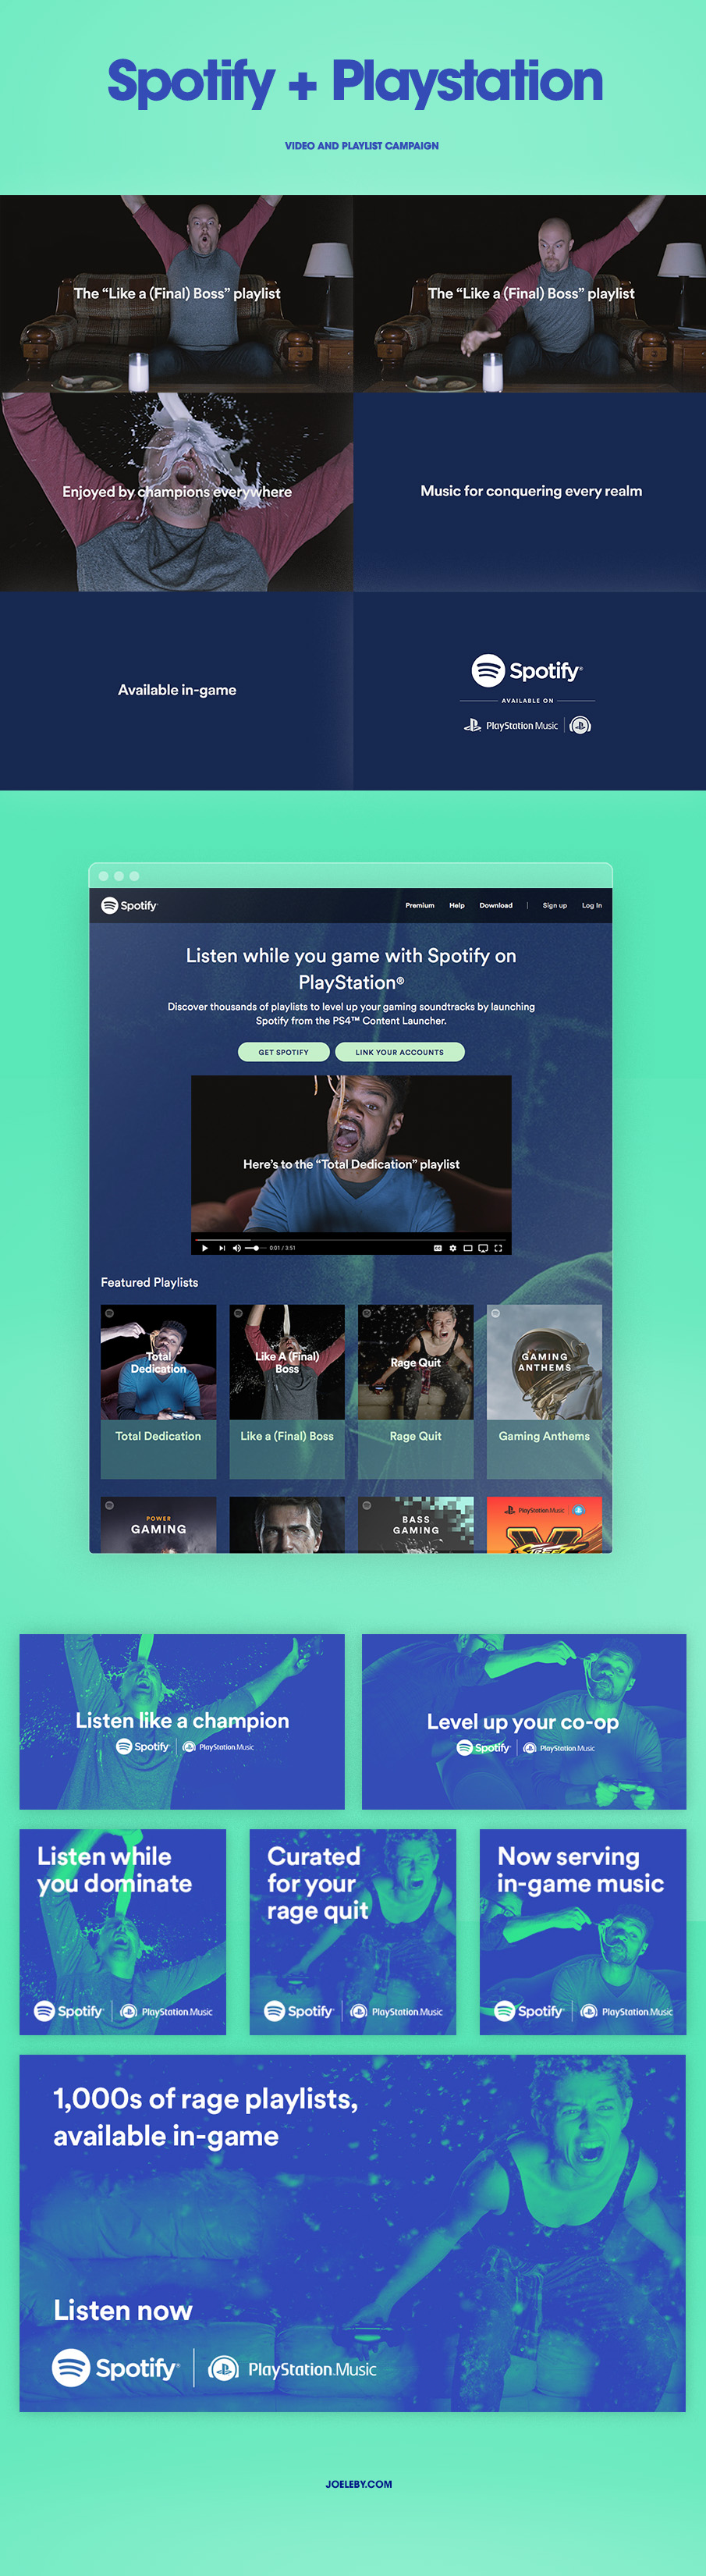 Spotify + Playstation
VIDEO AND PLAYLIST CAMPAIGN
The “Like a (Final) Boss” playlist
The “Like a (Final) Boss” playlist
Enjoyed by champions everywhere
Music for conquering every realm
Available in-game
Spotify®
AVAILABLE ON
PlayStation Music
Spotify
Premium Help Download | Sign up Log In
Listen while you game with Spotify on
PlayStation®
Discover thousands of playlists to level up your gaming soundtracks by launching
Spotify from the PS4™ Content Launcher.
GET SPOTIFY LINK YOUR ACCOUNTS
Here’s to the “Total Dedication” playlist
0:01 / 3:51
Featured Playlists
Total
Dedication
Like A (Final)
Boss
Rage Quit
GAMING
ANTHEMS
Total Dedication
Like a (Final) Boss
Rage Quit
Gaming Anthems
POWER
GAMING
BASS
GAMING
PlayStation Music
V
STREET
Listen like a champion
Spotify | PlayStation.Music
Level up your co-op
Spotify | PlayStation.Music
Listen while
you dominate
Spotify | PlayStation.Music
Curated
for your
rage quit
Spotify | PlayStation.Music
Now serving
in-game music
Spotify | PlayStation.Music
1,000s of rage playlists,
available in-game
Listen now
Spotify® | PlayStation.Music
JOELEBY.COM